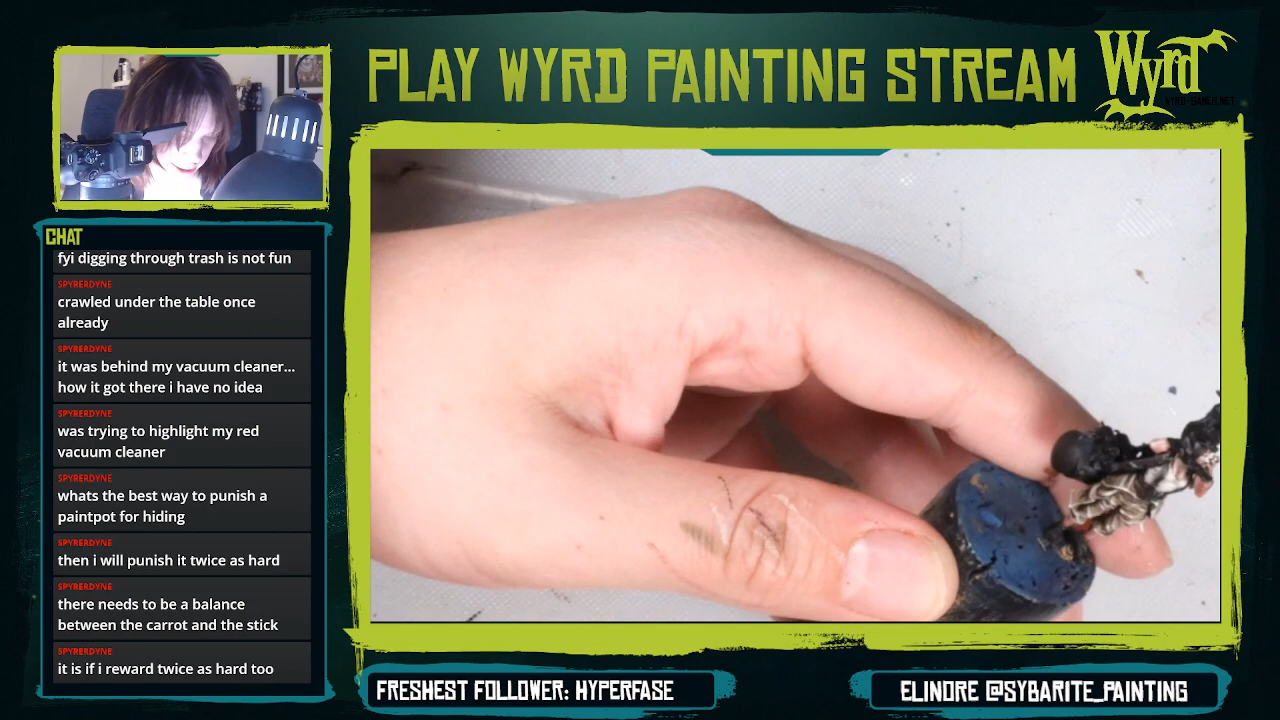 PLAY WYRD PAINTING STREAM
Wyrd
WYRD-GAMES.NET
CHAT
fyi digging through trash is not fun
SPYRERDYNE
crawled under the table once
already
SPYRERDYNE
it was behind my vacuum cleaner...
how it got there i have no idea
SPYRERDYNE
was trying to highlight my red
vacuum cleaner
SPYRERDYNE
whats the best way to punish a
paintpot for hiding
SPYRERDYNE
then i will punish it twice as hard
SPYRERDYNE
there needs to be a balance
between the carrot and the stick
SPYRERDYNE
it is if i reward twice as hard too
FRESHEST FOLLOWER: HYPERFASE
ELINORE @SYBARITE_PAINTING